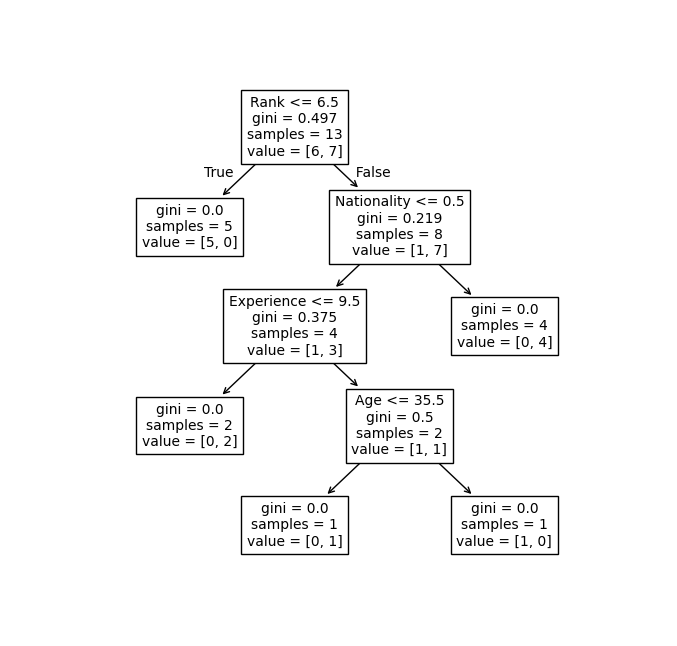 Rank <= 6.5
gini = 0.497
samples = 13
value = [6, 7]
True
False
gini = 0.0
samples = 5
value = [5, 0]
Nationality <= 0.5
gini = 0.219
samples = 8
value = [1, 7]
Experience <= 9.5
gini = 0.375
samples = 4
value = [1, 3]
gini = 0.0
samples = 4
value = [0, 4]
gini = 0.0
samples = 2
value = [0, 2]
Age <= 35.5
gini = 0.5
samples = 2
value = [1, 1]
gini = 0.0
samples = 1
value = [0, 1]
gini = 0.0
samples = 1
value = [1, 0]